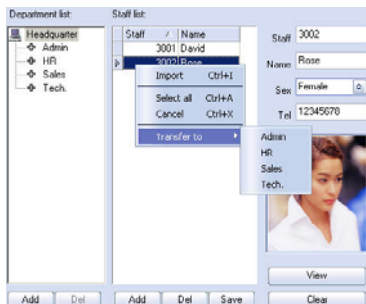 Department list:
Headquarter
Admin
HR
Sales
Tech.
Add Del
Staff list:
Staff Name
3001 David
3002 Rose
Import Ctrl+I
Select all Ctrl+A
Cancel Ctrl+X
Transfer to
Admin
HR
Sales
Tech.
Add Del Save
Staff 3002
Name Rose
Sex Female
Tel 12345678
View
Clear